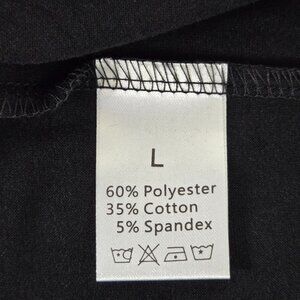 L
60% Polyester
35% Cotton
5% Spandex